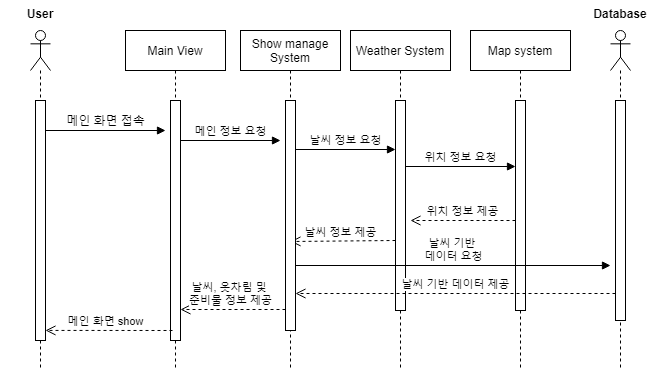 User
Database
Main View
Show manage
System
Weather System
Map system
메인 화면 접속
메인 정보 요청
날씨 정보 요청
위치 정보 요청
위치 정보 제공
날씨 정보 제공
날씨 기반
데이터 요청
날씨 기반 데이터 제공
날씨, 옷차림 및
준비물 정보 제공
메인 화면 show